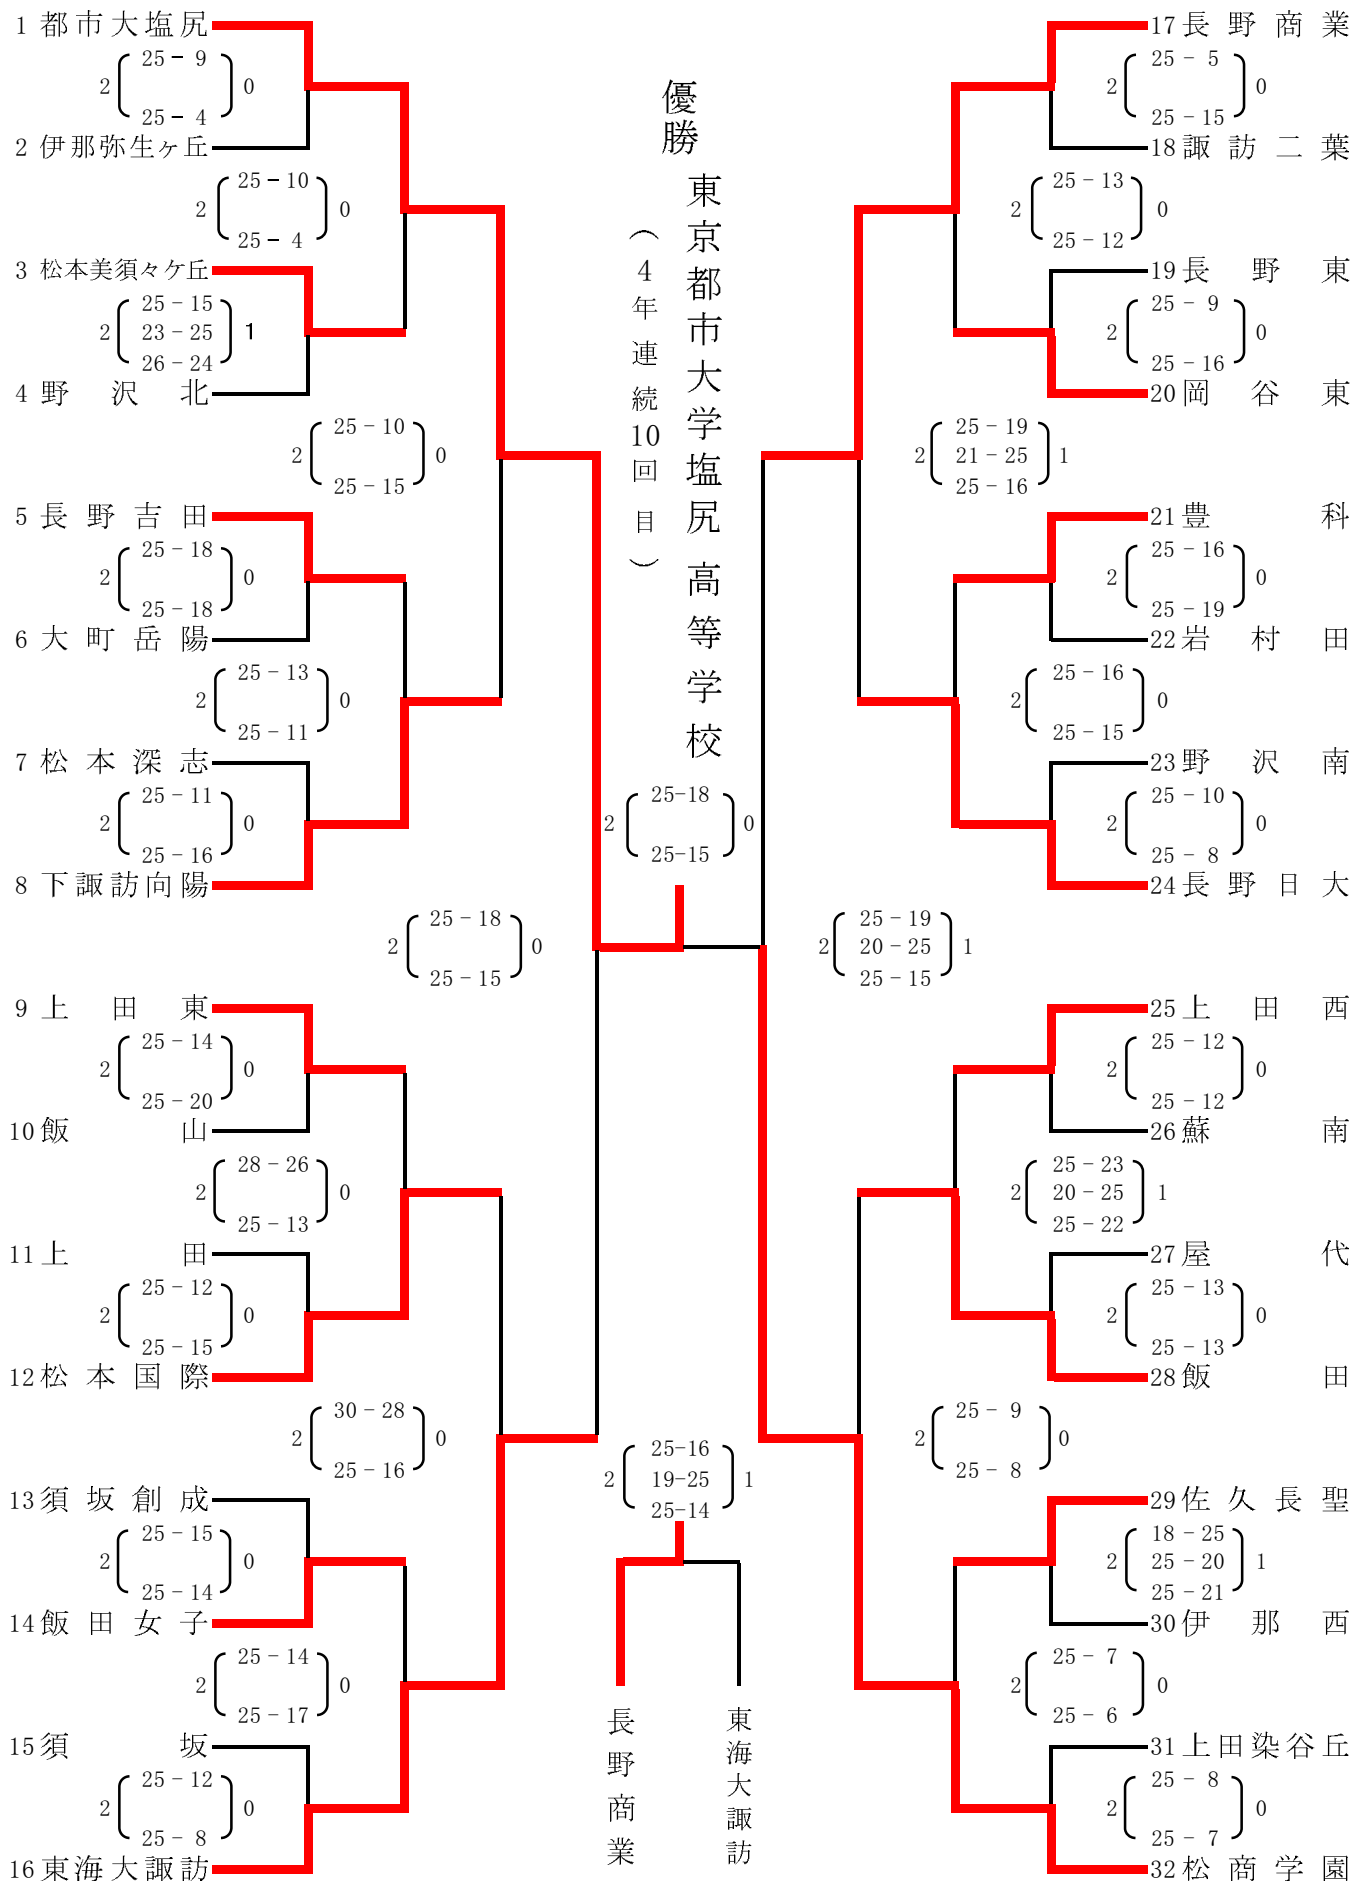 1 都市大塩尻
25－ 9
2 0
25－ 4
2 伊那弥生ヶ丘
25－10
2 0
25－ 4
3 松本美須々ケ丘
25－15
2 23－25 1
26－24
4 野沢北
25－10
2 0
25－15
5 長野吉田
25－18
2 0
25－18
6 大町岳陽
25－13
2 0
25－11
7 松本深志
25－11
2 0
25－16
8 下諏訪向陽
25－18
2 0
25－15
9 上田東
25－14
2 0
25－20
10 飯山
28－26
2 0
25－13
11 上田
25－12
2 0
25－15
12 松本国際
30－28
2 0
25－16
13 須坂創成
25－15
2 0
25－14
14 飯田女子
25－14
2 0
25－17
15 須坂
25－12
2 0
25－ 8
16 東海大諏訪
優勝
東京都市大学塩尻高等学校
（4年連続10回目）
25-18
2 0
25-15
25-16
2 19-25 1
25-14
長野商業
東海大諏訪
17 長野商業
25－ 5
2 0
25－15
18 諏訪二葉
25－13
2 0
25－12
19 長野東
25－ 9
2 0
25－16
20 岡谷東
25－19
2 21－25 1
25－16
21 豊科
25－16
2 0
25－19
22 岩村田
25－16
2 0
25－15
23 野沢南
25－10
2 0
25－ 8
24 長野日大
25－19
2 20－25 1
25－15
25 上田西
25－12
2 0
25－12
26 蘇南
25－23
2 20－25 1
25－22
27 屋代
25－13
2 0
25－13
28 飯田
25－ 9
2 0
25－ 8
29 佐久長聖
18－25
2 25－20 1
25－21
30 伊那西
25－ 7
2 0
25－ 6
31 上田染谷丘
25－ 8
2 0
25－ 7
32 松商学園